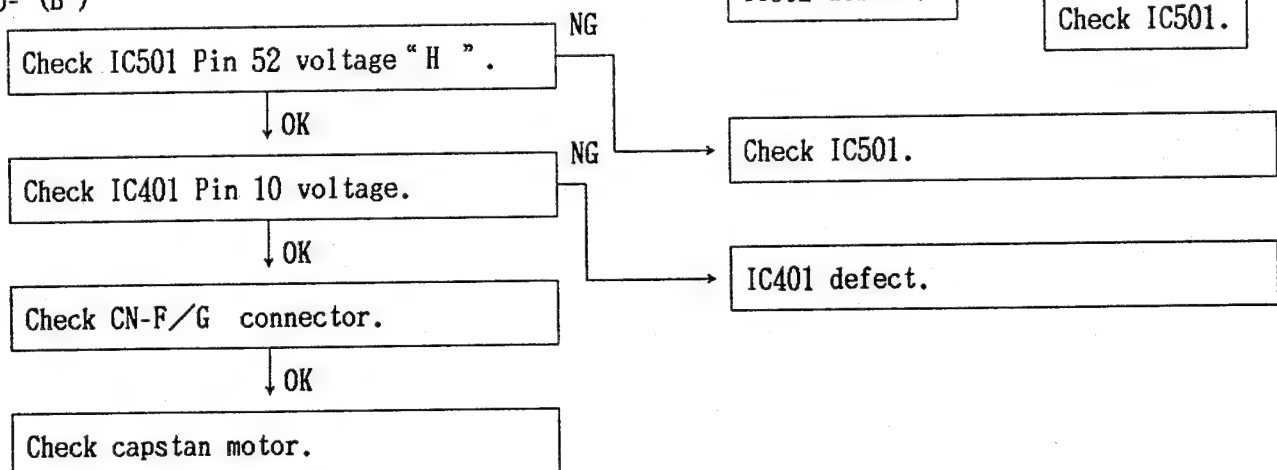 (B)
Check IC501.
NG
Check IC501 Pin 52 voltage “ H ” .
OK
NG
Check IC501.
Check IC401 Pin 10 voltage.
OK
IC401 defect.
Check CN-F／G connector.
OK
Check capstan motor.